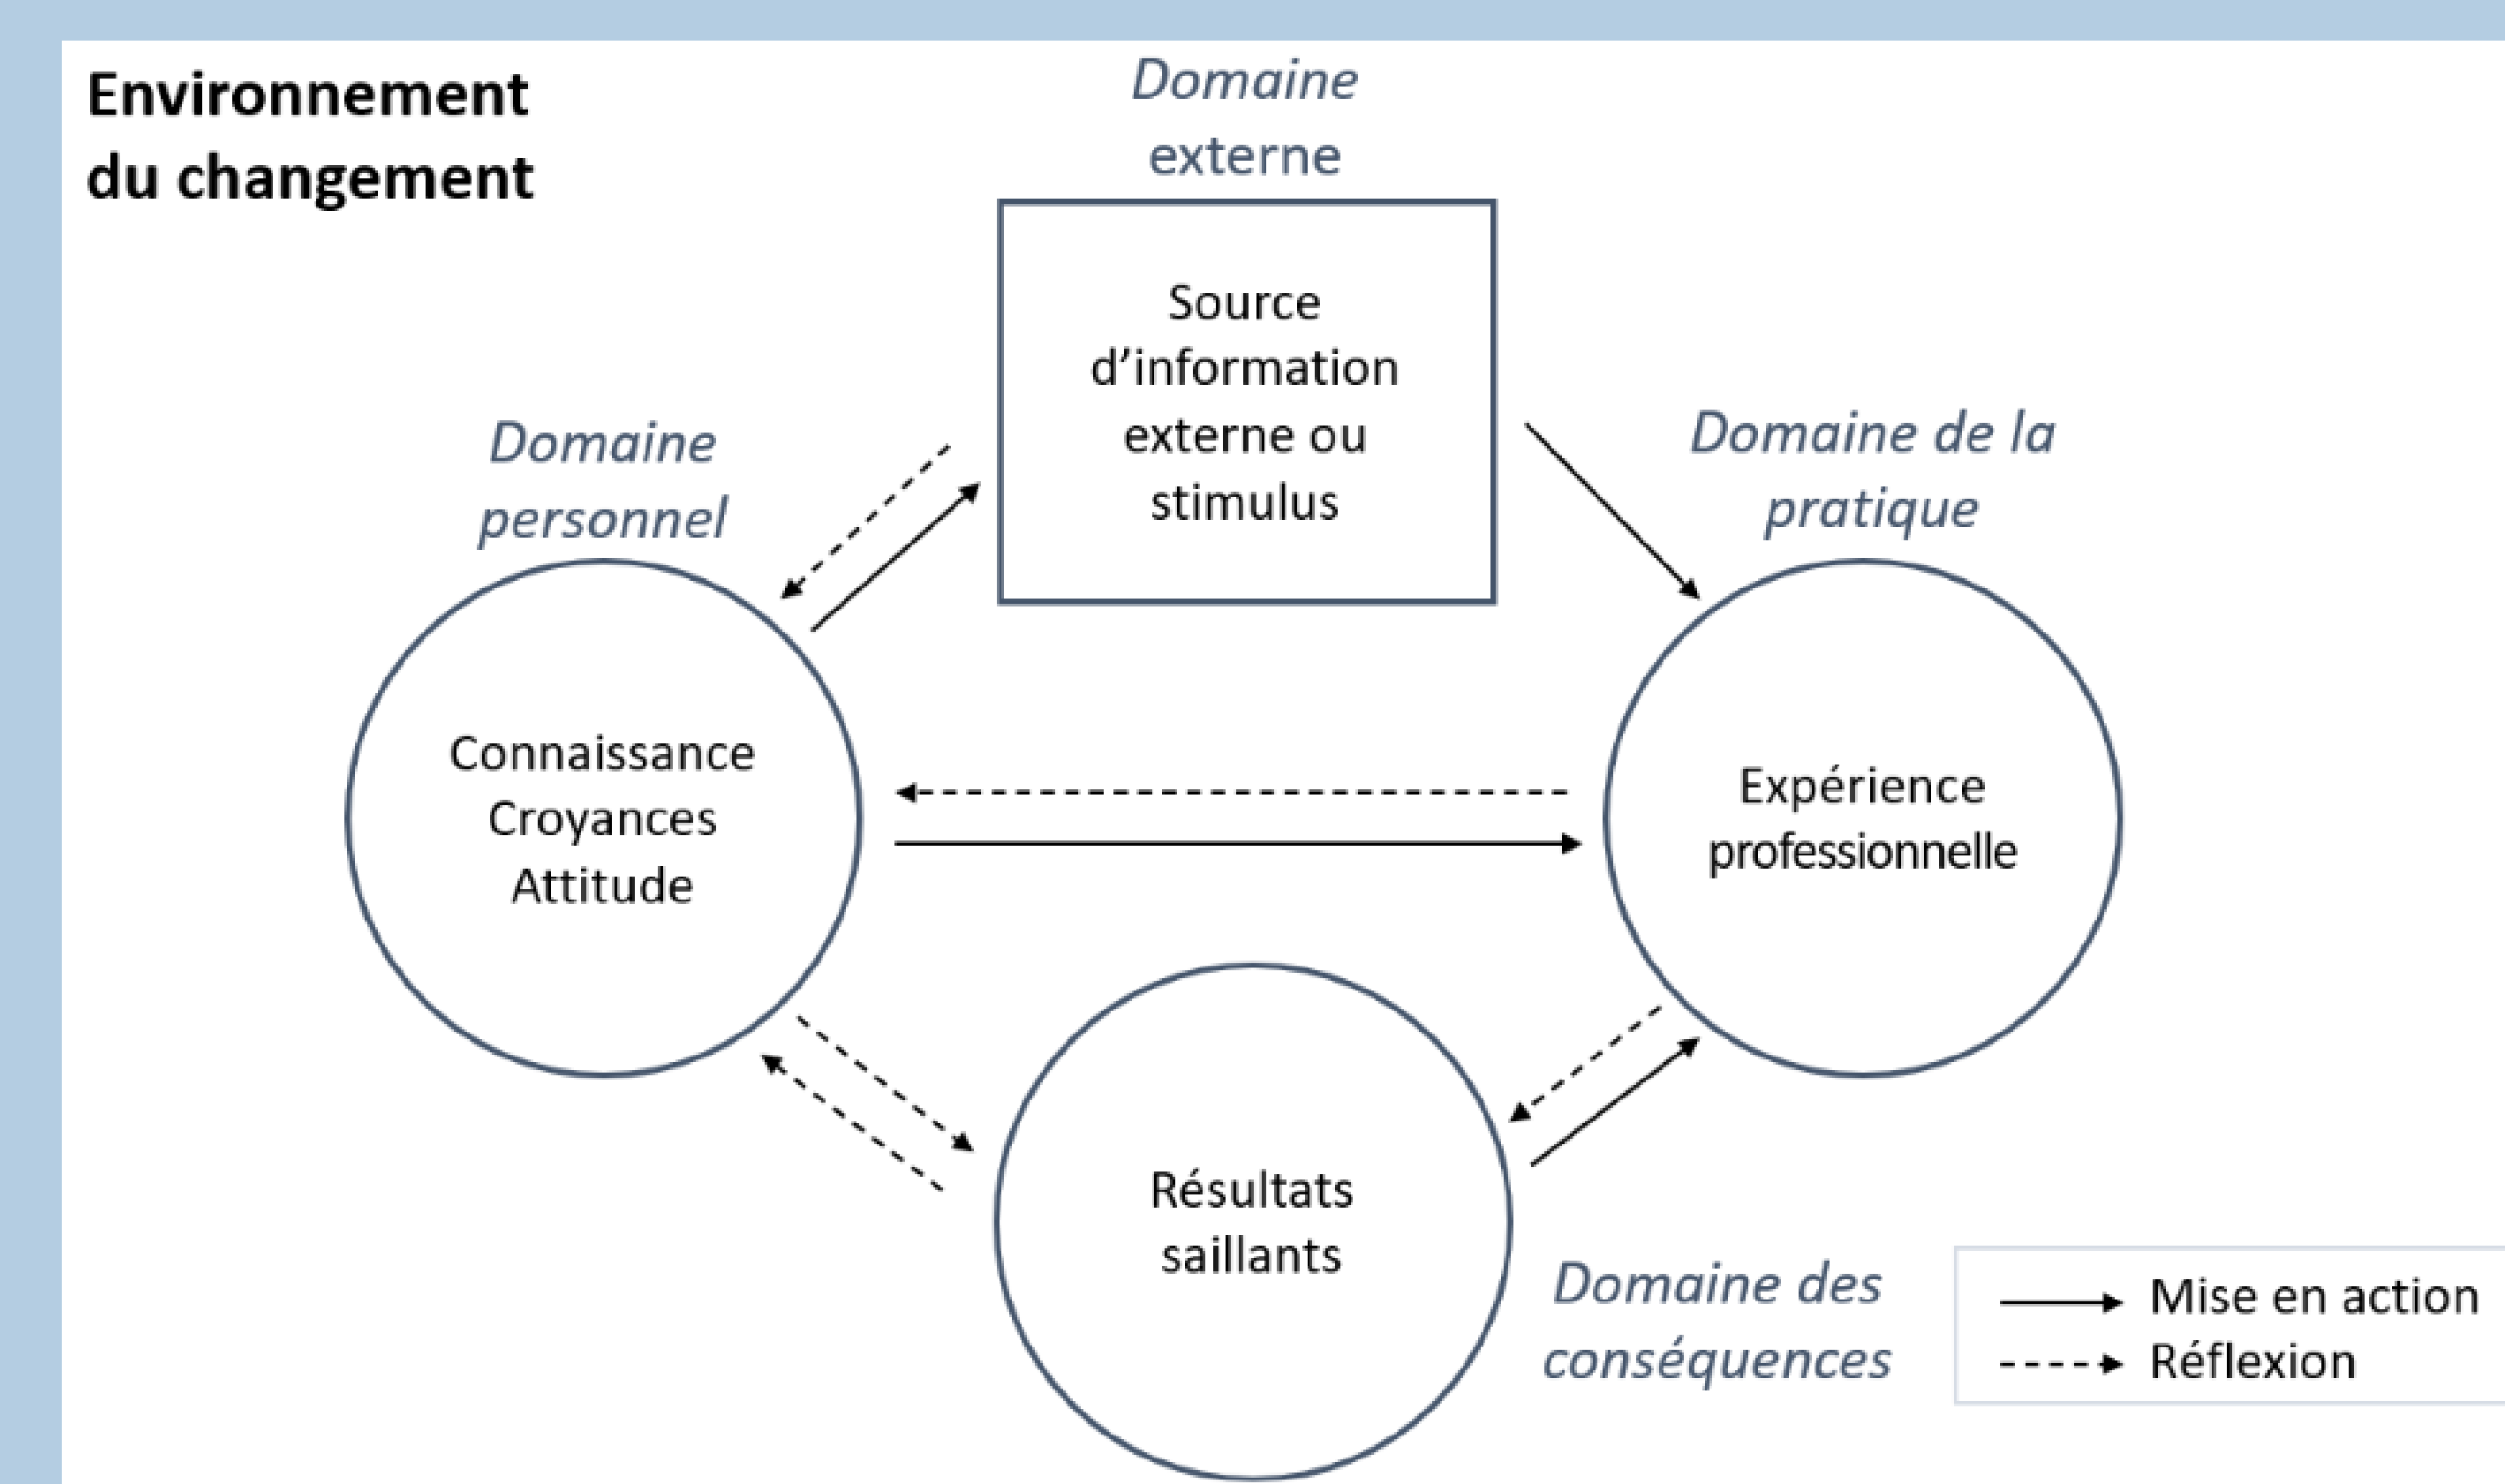 Environnement
du changement
Domaine
externe
Source
d’information
externe ou
stimulus
Domaine
personnel
Connaissance
Croyances
Attitude
Domaine de la
pratique
Expérience
professionnelle
Résultats
saillants
Domaine des
conséquences
Mise en action
Réflexion